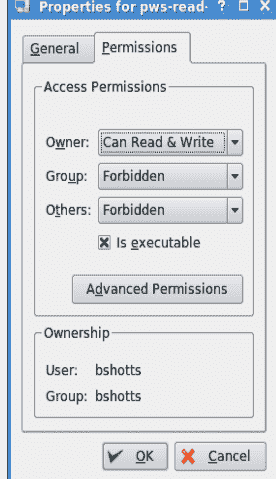 Properties for pws-read- ?
General Permissions
Access Permissions
Owner: Can Read & Write
Group: Forbidden
Others: Forbidden
Is executable
Advanced Permissions
Ownership
User: bshotts
Group: bshotts
OK Cancel